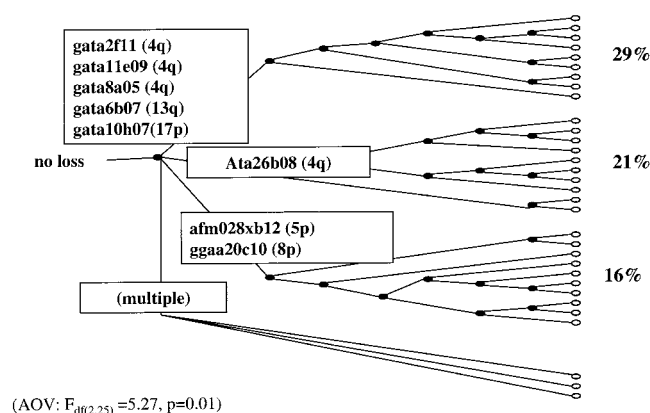 gata2f11 (4q)
gata11e09 (4q)
gata8a05 (4q)
gata6b07 (13q)
gata10h07(17p)
29%
no loss
Ata26b08 (4q)
21%
afm028xb12 (5p)
ggaa20c10 (8p)
16%
(multiple)
(AOV: Fdf(2,25) =5.27, p=0.01)